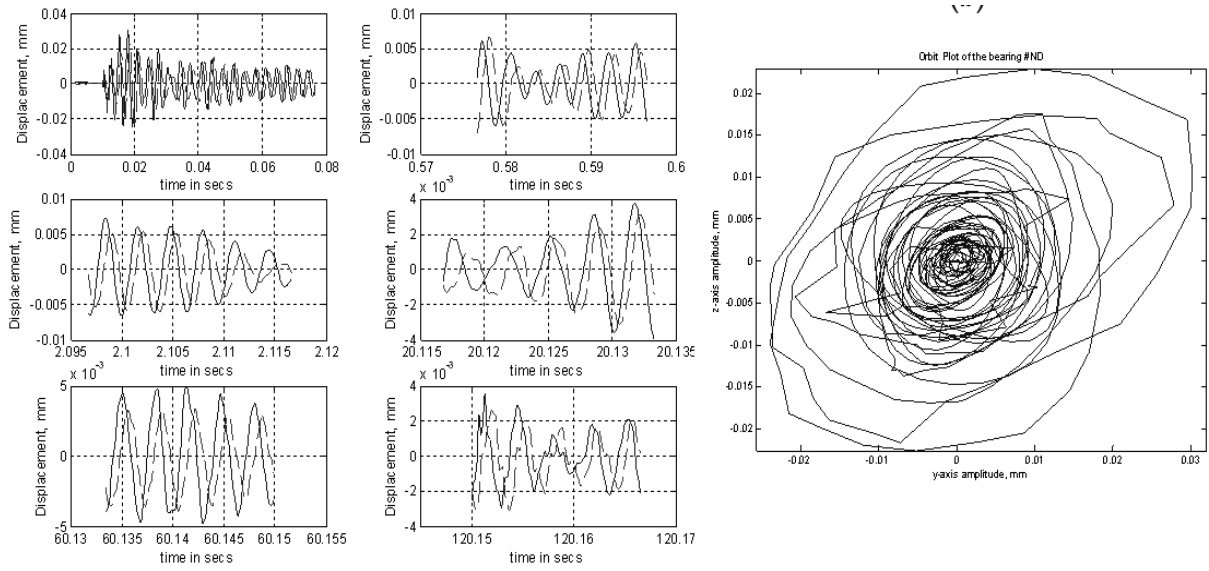 0.04
0.02
0
-0.02
-0.04
Displacement, mm
0 0.02 0.04 0.06 0.08
time in secs
0.01
0.005
0
-0.005
-0.01
Displacement, mm
0.57 0.58 0.59 0.6
time in secs
0.01
0.005
0
-0.005
-0.01
Displacement, mm
2.095 2.1 2.105 2.11 2.115 2.12
time in secs
x 10⁻³
4
2
0
-2
-4
Displacement, mm
20.115 20.12 20.125 20.13 20.135
time in secs
x 10⁻³
5
0
-5
Displacement, mm
60.13 60.135 60.14 60.145 60.15 60.155
time in secs
x 10⁻³
4
2
0
-2
-4
Displacement, mm
120.15 120.16 120.17
time in secs
Orbit Plot of the bearing #ND
0.02
0.015
0.01
0.005
0
-0.005
-0.01
-0.015
-0.02
z-axis amplitude, mm
-0.02 -0.01 0 0.01 0.02 0.03
y-axis amplitude, mm